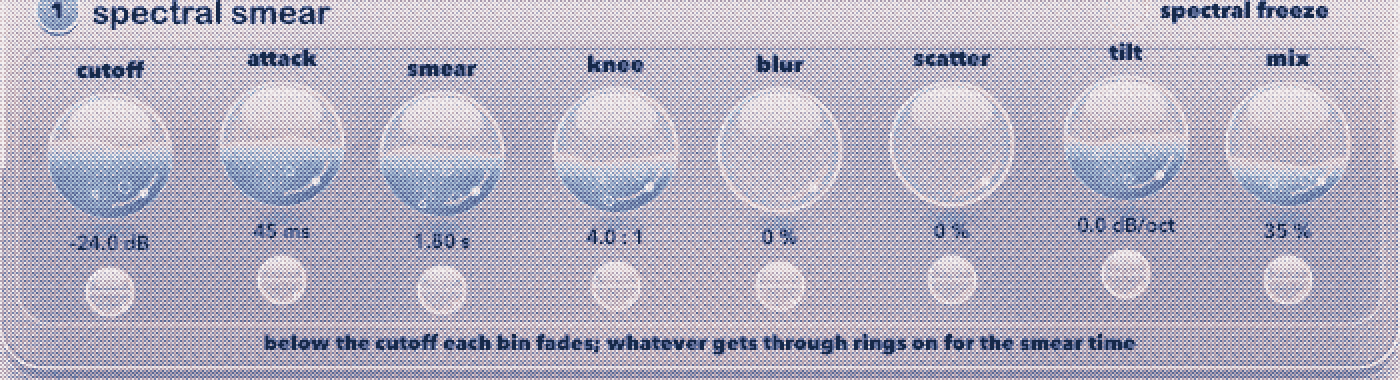 1 spectral smear spectral freeze
cutoff attack smear knee blur scatter tilt mix
-24.0 dB 45 ms 1.80 s 4.0 : 1 0 % 0 % 0.0 dB/oct 35 %
below the cutoff each bin fades; whatever gets through rings on for the smear time